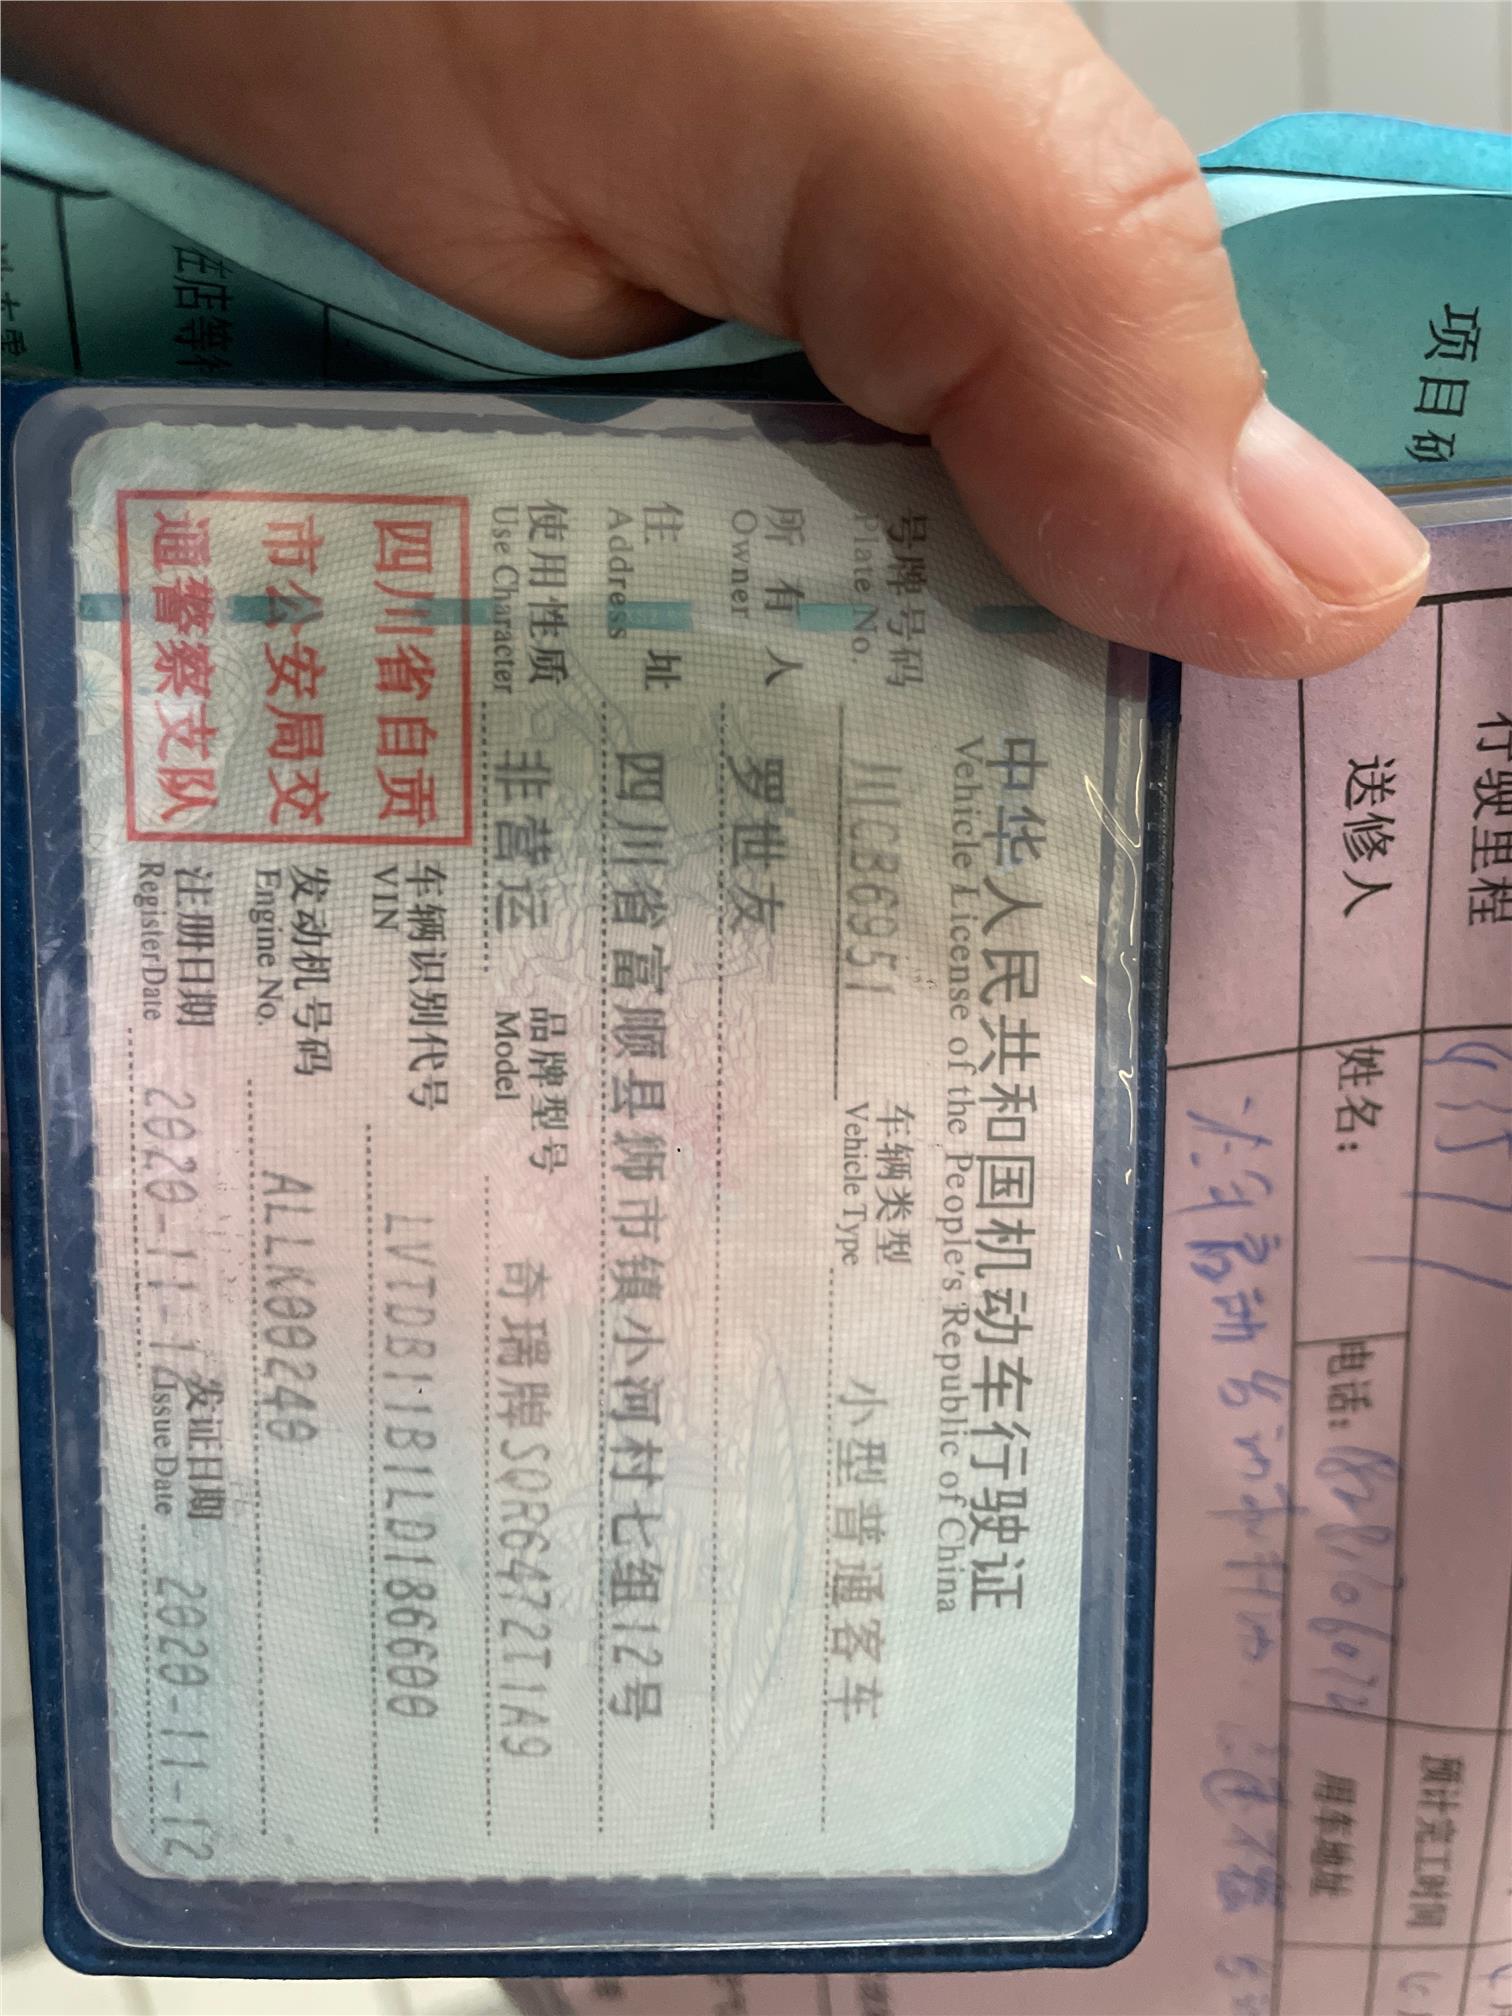 中华人民共和国机动车行驶证
Vehicle License of the People's Republic of China
号牌号码 川CB6951 车辆类型 小型普通客车
Plate No. Vehicle Type
所有人 罗世友
Owner
住址 四川省富顺县狮市镇小河村七组12号
Address
使用性质 非营运 品牌型号 奇瑞牌SQR6472T1A9
Use Character Model
四川省自贡
市公安局交
通警察支队
车辆识别代号 LVTDB11B1LD186600
VIN
发动机号码 ALLK00240
Engine No.
注册日期 2020-11-12 发证日期 2020-11-12
Register Date Issue Date
项目
行驶里程
预计完工时间
送修人
姓名：
电话：
用车地址
在店等